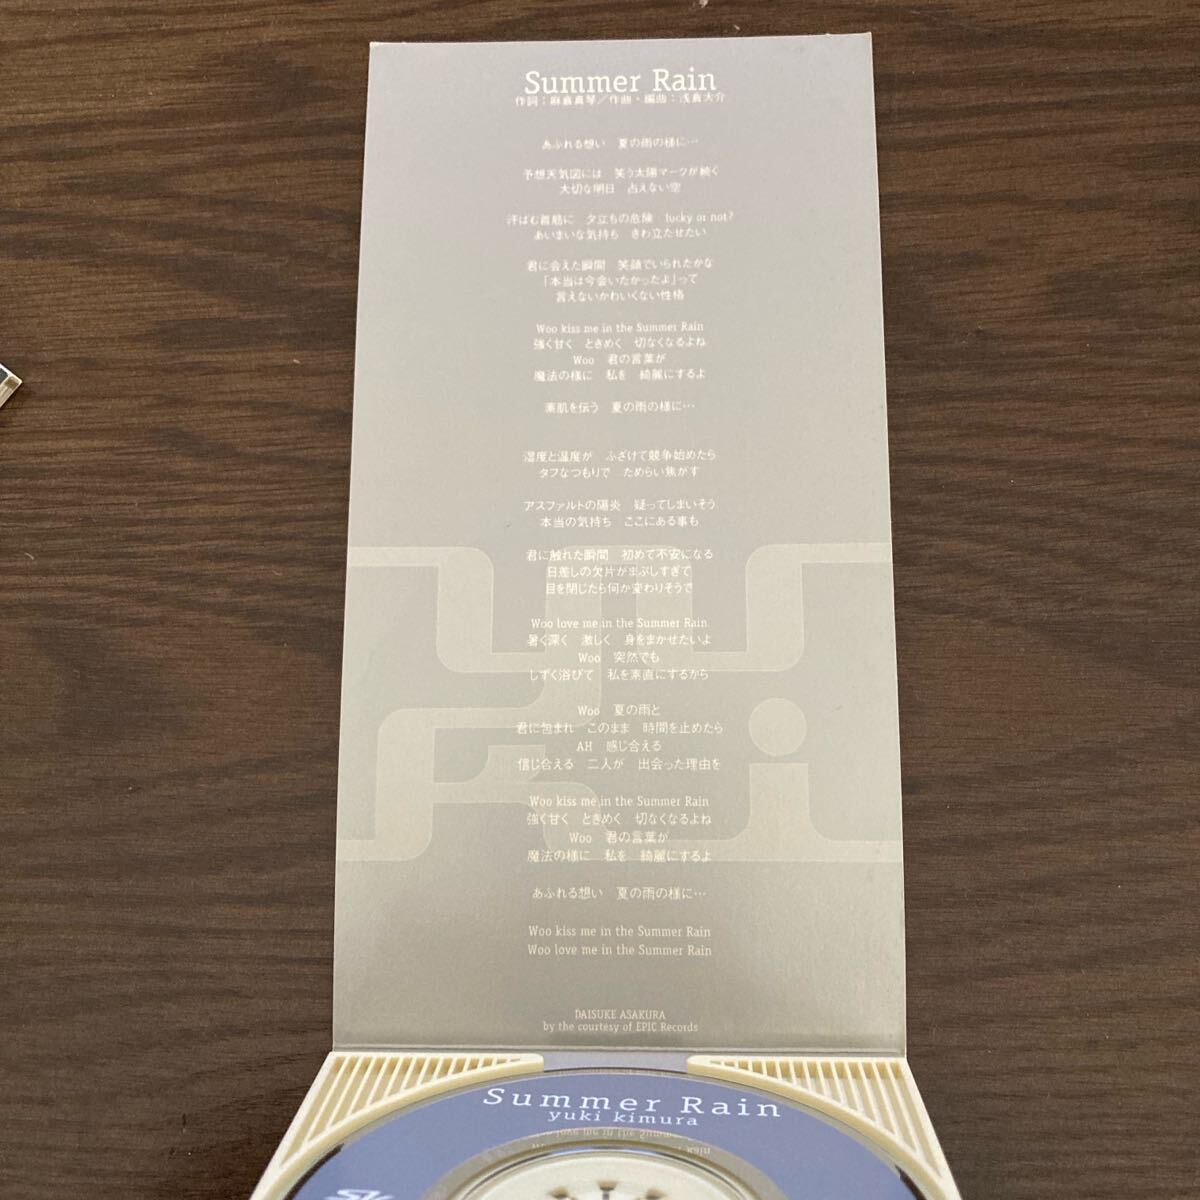 Summer Rain
作詞:麻倉真琴/作曲・編曲:浅倉大介
あふれる想い　夏の雨の様に…
予想天気図には　笑う太陽マークが続く
大切な明日　占えない空
汗ばむ首筋に　夕立ちの危険　lucky or not?
あいまいな気持ち　きわ立たせたい
君に会えた瞬間　笑顔でいられたかな
「本当は今会いたかったよ」って
言えないかわいくない性格
Woo kiss me in the Summer Rain
強く甘く　ときめく　切なくなるよね
Woo　君の言葉が
魔法の様に　私を　綺麗にするよ
素肌を伝う　夏の雨の様に…
湿度と温度が　ふざけて競争始めたら
タフなつもりで　ためらい焦がす
アスファルトの陽炎　疑ってしまいそう
本当の気持ち　ここにある事も
君に触れた瞬間　初めて不安になる
日差しの欠片がまぶしすぎて
目を閉じたら何か変わりそうで
Woo love me in the Summer Rain
暑く深く　激しく　身をまかせたいよ
Woo　突然でも
しずく浴びて　私を素直にするから
Woo　夏の雨と
君に包まれ　このまま　時間を止めたら
AH　感じ合える
信じ合える　二人が　出会った理由を
Woo kiss me in the Summer Rain
強く甘く　ときめく　切なくなるよね
Woo　君の言葉が
魔法の様に　私を　綺麗にするよ
あふれる想い　夏の雨の様に…
Woo kiss me in the Summer Rain
Woo love me in the Summer Rain
DAISUKE ASAKURA
by the courtesy of EPIC Records
Summer Rain
yuki kimura